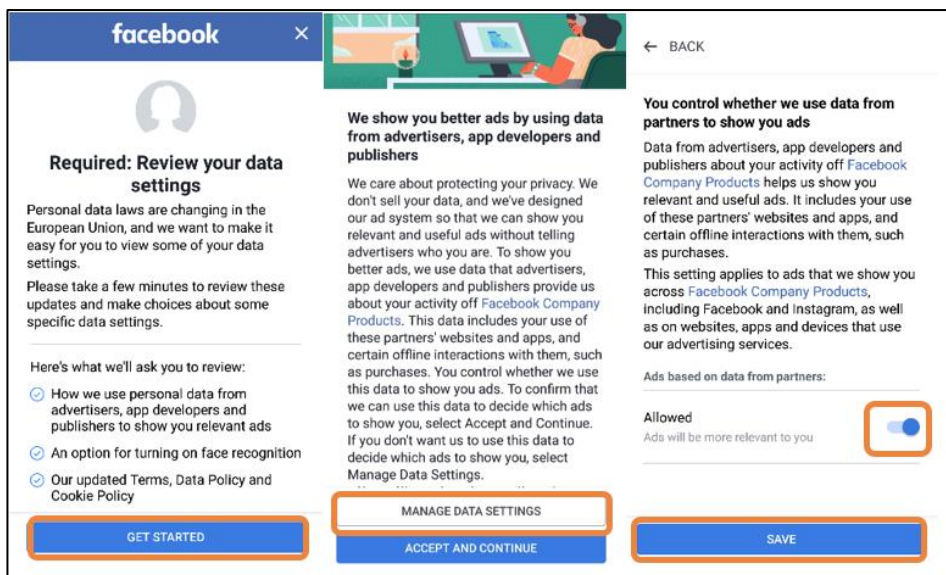 facebook
×
Required: Review your data
settings
Personal data laws are changing in the
European Union, and we want to make it
easy for you to view some of your data
settings.
Please take a few minutes to review these
updates and make choices about some
specific data settings.
Here's what we'll ask you to review:
How we use personal data from
advertisers, app developers and
publishers to show you relevant ads
An option for turning on face recognition
Our updated Terms, Data Policy and
Cookie Policy
GET STARTED
We show you better ads by using data
from advertisers, app developers and
publishers
We care about protecting your privacy. We
don't sell your data, and we've designed
our ad system so that we can show you
relevant and useful ads without telling
advertisers who you are. To show you
better ads, we use data that advertisers,
app developers and publishers provide us
about your activity off Facebook Company
Products. This data includes your use of
these partners' websites and apps, and
certain offline interactions with them, such
as purchases. You control whether we use
this data to show you ads. To confirm that
we can use this data to decide which ads
to show you, select Accept and Continue.
If you don't want us to use this data to
decide which ads to show you, select
Manage Data Settings.
MANAGE DATA SETTINGS
ACCEPT AND CONTINUE
← BACK
You control whether we use data from
partners to show you ads
Data from advertisers, app developers and
publishers about your activity off Facebook
Company Products helps us show you
relevant and useful ads. It includes your use
of these partners' websites and apps, and
certain offline interactions with them, such
as purchases.
This setting applies to ads that we show you
across Facebook Company Products,
including Facebook and Instagram, as well
as on websites, apps and devices that use
our advertising services.
Ads based on data from partners:
Allowed
Ads will be more relevant to you
SAVE